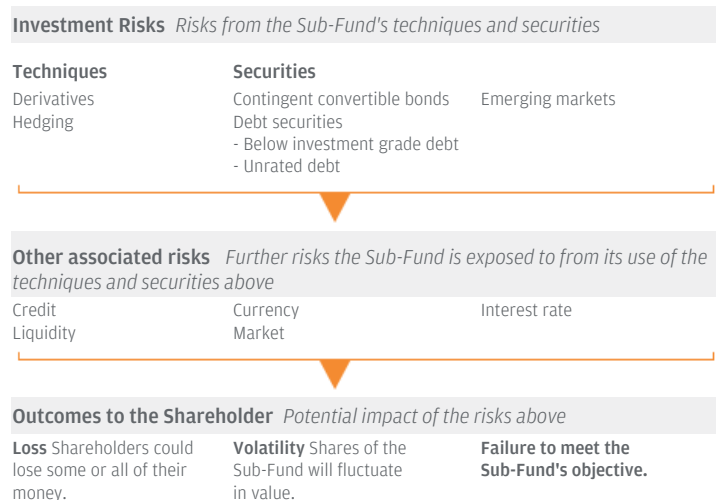 Investment Risks Risks from the Sub-Fund's techniques and securities
Techniques
Derivatives
Hedging
Securities
Contingent convertible bonds
Debt securities
- Below investment grade debt
- Unrated debt
Emerging markets
Other associated risks Further risks the Sub-Fund is exposed to from its use of the
techniques and securities above
Credit
Liquidity
Currency
Market
Interest rate
Outcomes to the Shareholder Potential impact of the risks above
Loss Shareholders could
lose some or all of their
money.
Volatility Shares of the
Sub-Fund will fluctuate
in value.
Failure to meet the
Sub-Fund's objective.